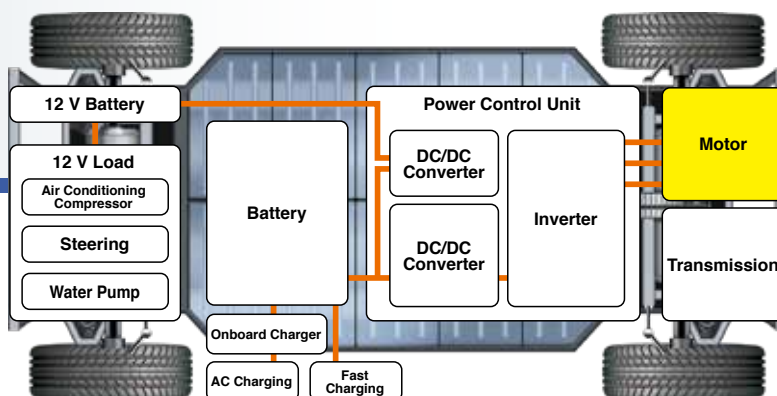 12 V Battery
12 V Load
Air Conditioning
Compressor
Steering
Water Pump
Battery
Onboard Charger
AC Charging
Fast
Charging
Power Control Unit
DC/DC
Converter
DC/DC
Converter
Inverter
Motor
Transmission